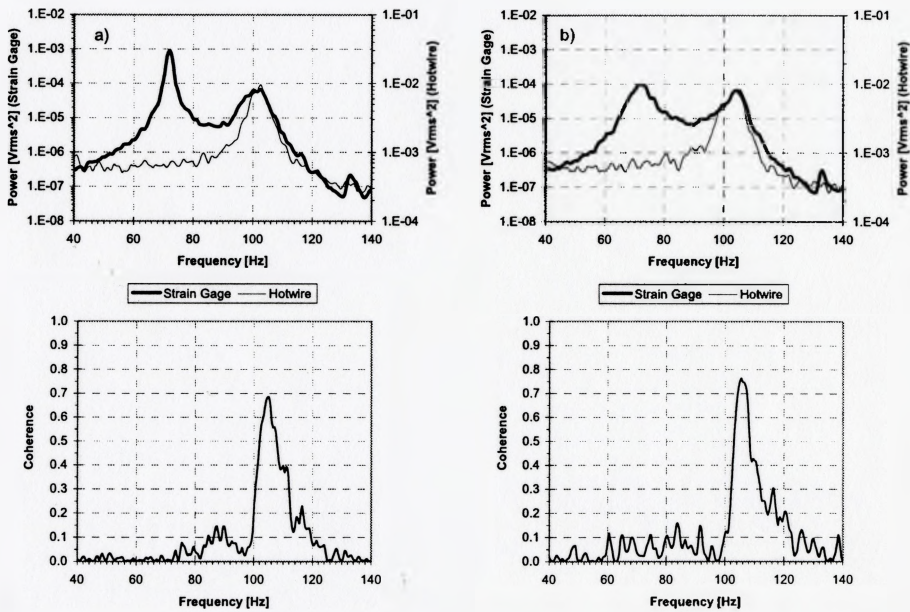 a)
Power [Vrms^2] (Strain Gage)
1.E-02
1.E-03
1.E-04
1.E-05
1.E-06
1.E-07
1.E-08
1.E-01
1.E-02
1.E-03
1.E-04
Power [Vrms^2] (Hotwire)
40 60 80 100 120 140
Frequency [Hz]
Strain Gage Hotwire
b)
Power [Vrms^2] (Strain Gage)
1.E-02
1.E-03
1.E-04
1.E-05
1.E-06
1.E-07
1.E-08
1.E-01
1.E-02
1.E-03
1.E-04
Power [Vrms^2] (Hotwire)
40 60 80 100 120 140
Frequency [Hz]
Strain Gage Hotwire
Coherence
1.0
0.9
0.8
0.7
0.6
0.5
0.4
0.3
0.2
0.1
0.0
40 60 80 100 120 140
Frequency [Hz]
Coherence
1.0
0.9
0.8
0.7
0.6
0.5
0.4
0.3
0.2
0.1
0.0
40 60 80 100 120 140
Frequency [Hz]